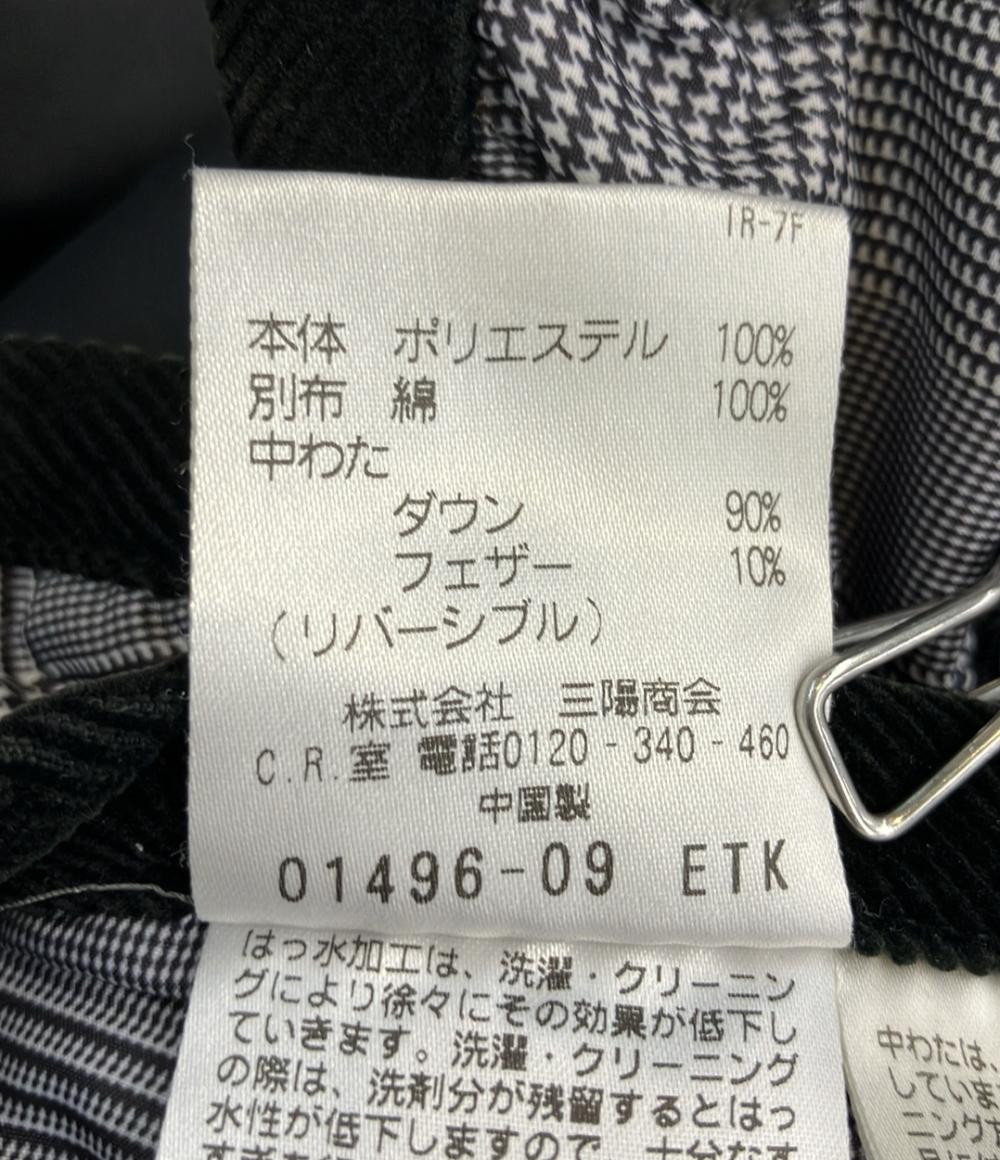 IR-7F
本体 ポリエステル 100%
別布 綿 100%
中わた
ダウン 90%
フェザー 10%
(リバーシブル)
株式会社 三陽商会
C.R.室 電話0120-340-460
中国製
01496-09 ETK
はっ水加工は、洗濯・クリーニン
グにより徐々にその効果が低下し
ていきます。洗濯・クリーニング
の際は、洗剤分が残留するとはっ
水性が低下しますので、十分なす
中わたは、
していま
ニングす